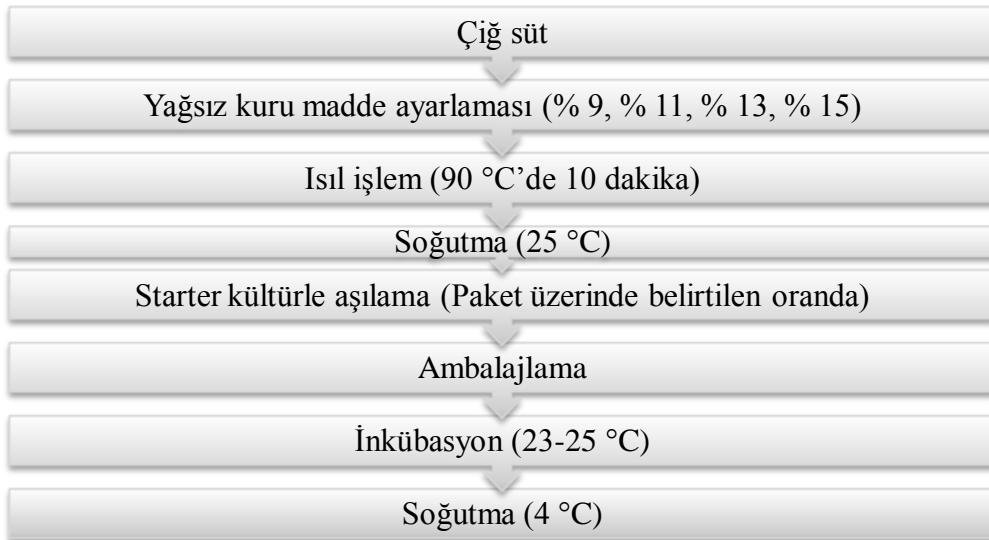 Çiğ süt
Yağsız kuru madde ayarlaması (% 9, % 11, % 13, % 15)
Isıl işlem (90 °C’de 10 dakika)
Soğutma (25 °C)
Starter kültürle aşılama (Paket üzerinde belirtilen oranda)
Ambalajlama
İnkübasyon (23-25 °C)
Soğutma (4 °C)